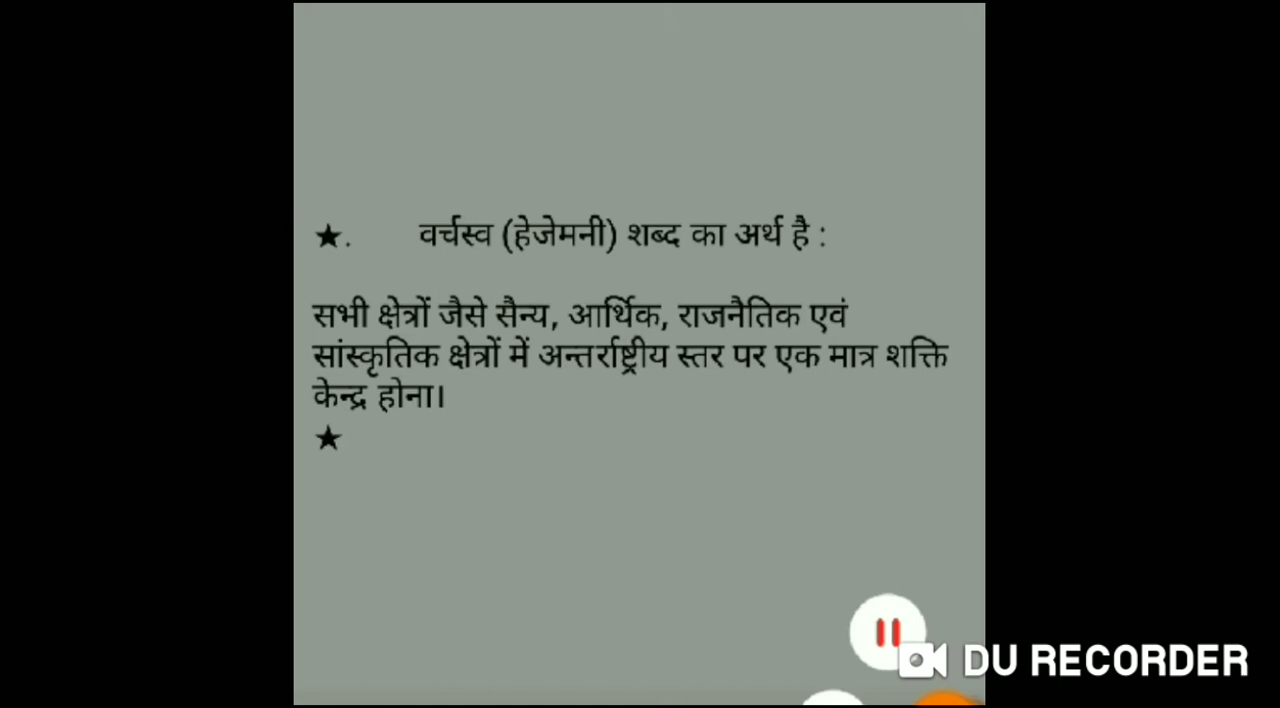 ★. वर्चस्व (हेजेमनी) शब्द का अर्थ है :
सभी क्षेत्रों जैसे सैन्य, आर्थिक, राजनैतिक एवं
सांस्कृतिक क्षेत्रों में अन्तर्राष्ट्रीय स्तर पर एक मात्र शक्ति
केन्द्र होना।
★
DU RECORDER